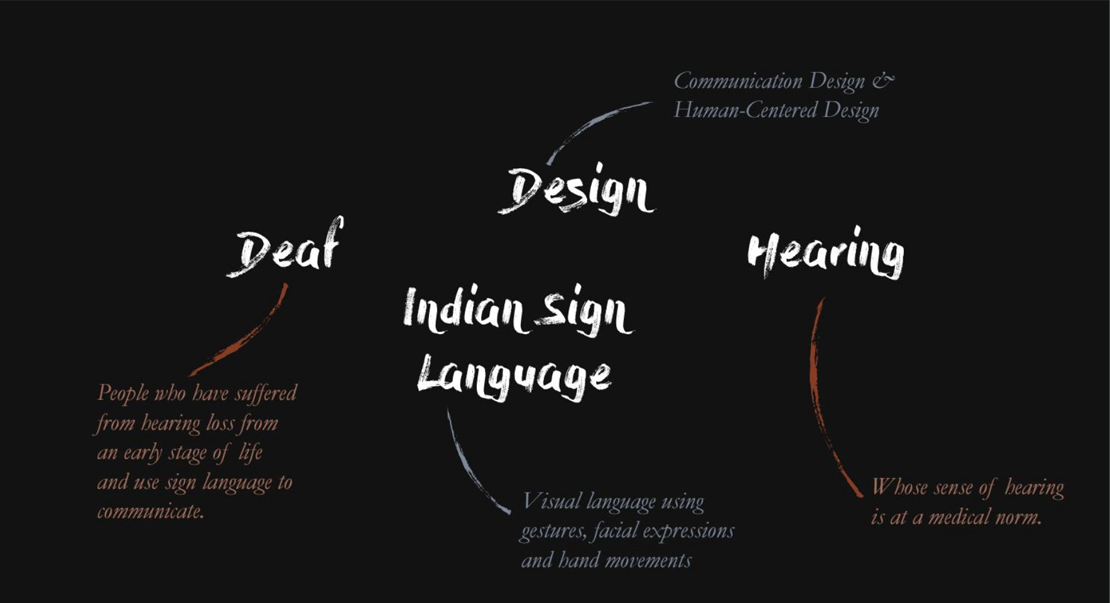 Communication Design &
Human-Centered Design
Design
Deaf
Hearing
Indian Sign
Language
People who have suffered
from hearing loss from
an early stage of life
and use sign language to
communicate.
Visual language using
gestures, facial expressions
and hand movements
Whose sense of hearing
is at a medical norm.